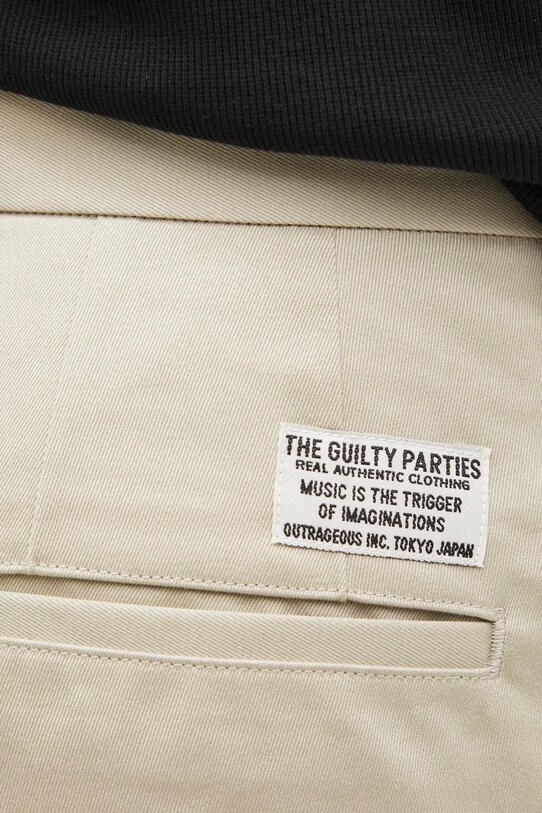 THE GUILTY PARTIES
REAL AUTHENTIC CLOTHING
MUSIC IS THE TRIGGER
OF IMAGINATIONS
OUTRAGEOUS INC. TOKYO JAPAN